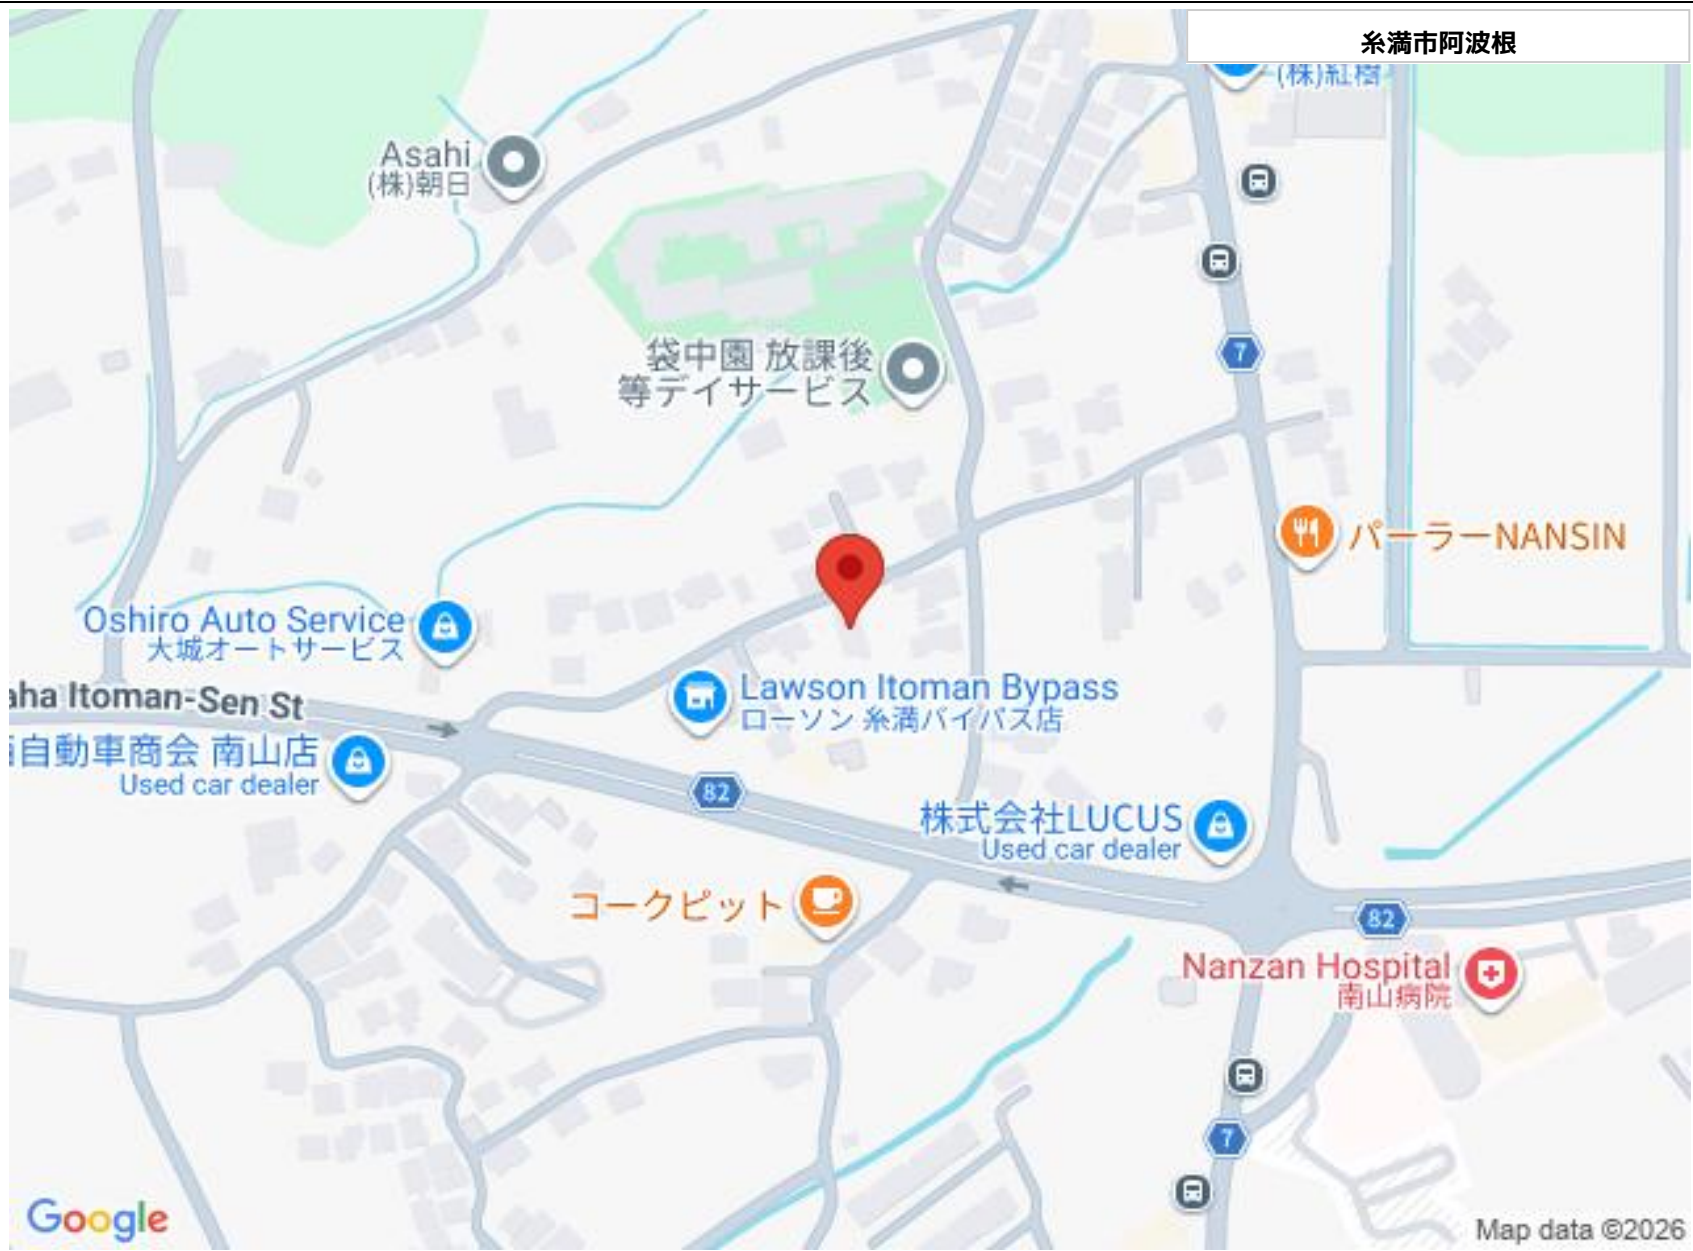 糸満市阿波根
(株)紅樹
Asahi
(株)朝日
袋中園 放課後
等デイサービス
7
パーラーNANSIN
Oshiro Auto Service
大城オートサービス
aha Itoman-Sen St
自動車商会 南山店
Used car dealer
Lawson Itoman Bypass
ローソン 糸満バイパス店
82
株式会社LUCUS
Used car dealer
コークピット
82
Nanzan Hospital
南山病院
7
Google
Map data ©2026